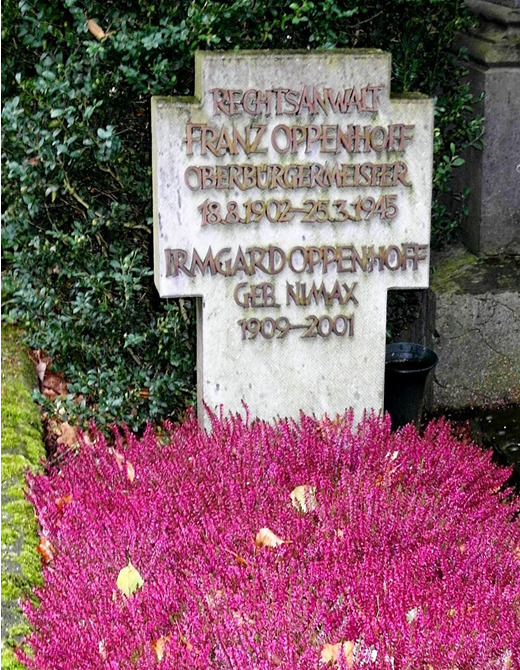 RECHTSANWALT
FRANZ OPPENHOFF
OBERBÜRGERMEISTER
18.8.1902–25.3.1945
IRMGARD OPPENHOFF
GEB. NIMAX
1909–2001